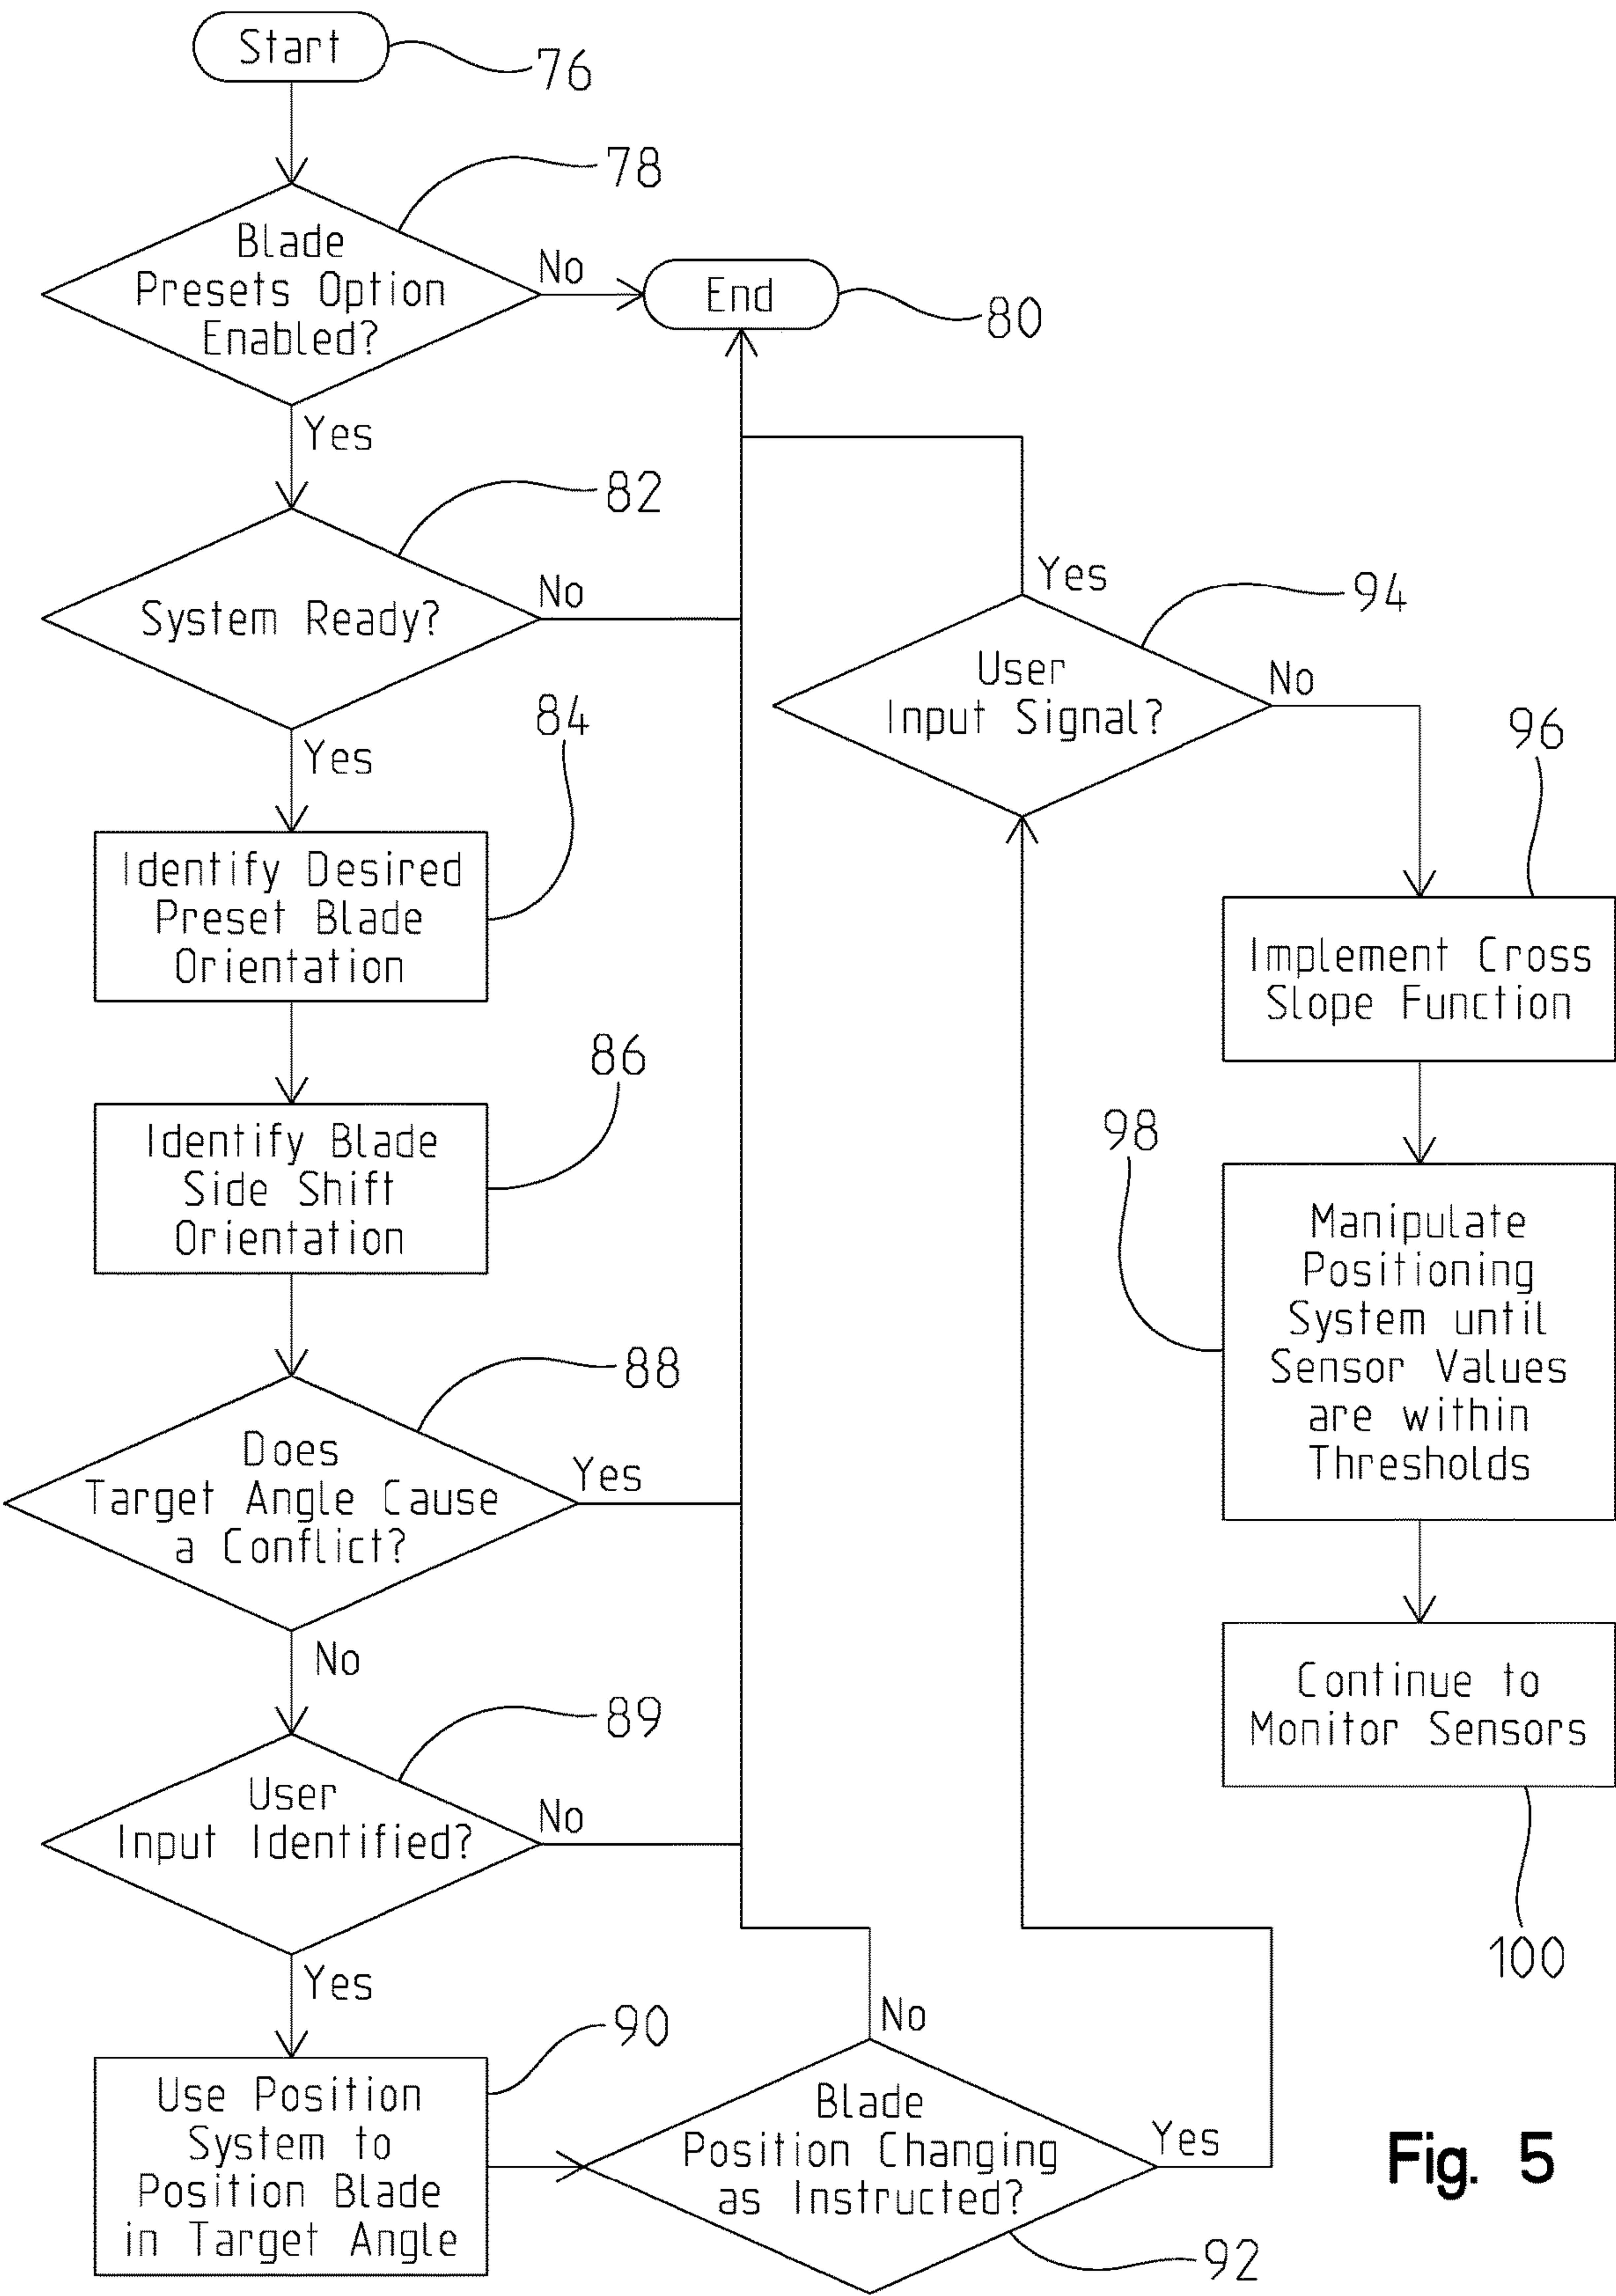 Start
76
78
Blade
Presets Option
Enabled?
No
End
80
Yes
82
System Ready?
No
Yes
84
Identify Desired
Preset Blade
Orientation
86
Identify Blade
Side Shift
Orientation
88
Does
Target Angle Cause
a Conflict?
Yes
No
89
User
Input Identified?
No
Yes
90
Use Position
System to
Position Blade
in Target Angle
No
Blade
Position Changing
as Instructed?
Yes
92
Yes
94
User
Input Signal?
No
96
Implement Cross
Slope Function
98
Manipulate
Positioning
System until
Sensor Values
are within
Thresholds
Continue to
Monitor Sensors
100
Fig. 5